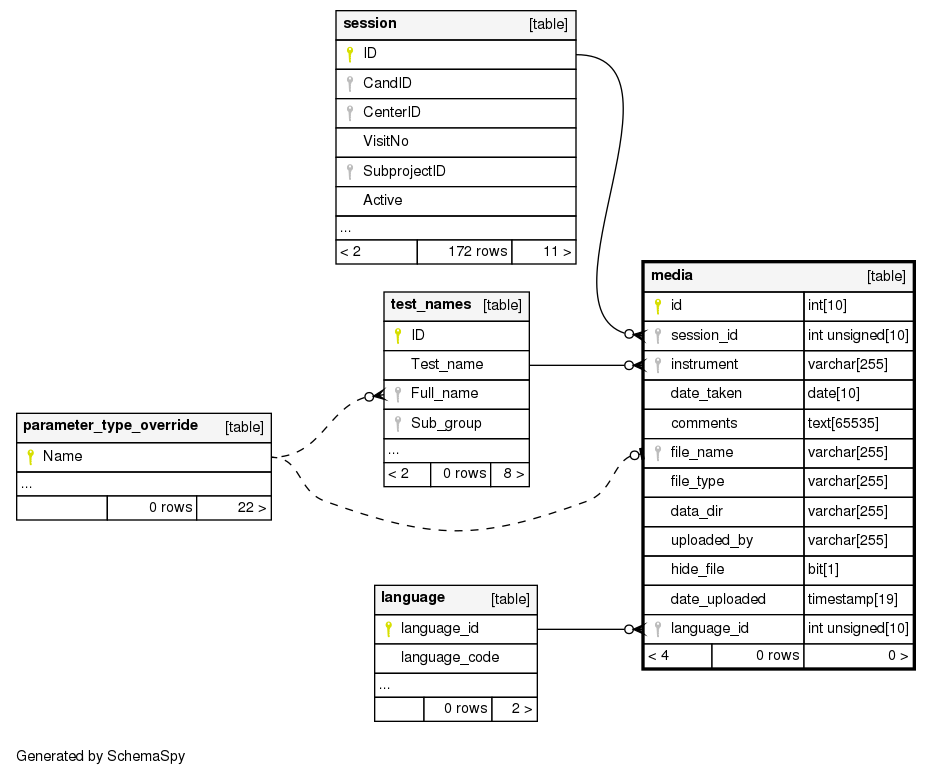 session [table]
ID
CandID
CenterID
VisitNo
SubprojectID
Active
...
< 2 172 rows 11 >
media [table]
id int[10]
session_id int unsigned[10]
instrument varchar[255]
date_taken date[10]
comments text[65535]
file_name varchar[255]
file_type varchar[255]
data_dir varchar[255]
uploaded_by varchar[255]
hide_file bit[1]
date_uploaded timestamp[19]
language_id int unsigned[10]
< 4 0 rows 0 >
test_names [table]
ID
Test_name
Full_name
Sub_group
...
< 2 0 rows 8 >
parameter_type_override [table]
Name
...
0 rows 22 >
language [table]
language_id
language_code
...
0 rows 2 >
Generated by SchemaSpy